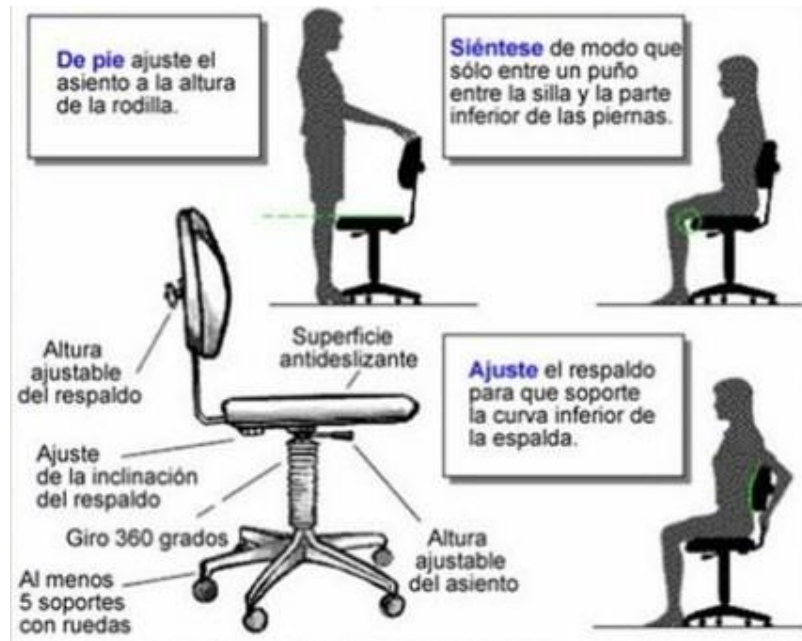 De pie ajuste el
asiento a la altura
de la rodilla.
Siéntese de modo que
sólo entre un puño
entre la silla y la parte
inferior de las piernas.
Altura
ajustable
del respaldo
Superficie
antideslizante
Ajuste el respaldo
para que soporte
la curva inferior de
la espalda.
Ajuste
de la inclinación
del respaldo
Giro 360 grados
Altura
ajustable
del asiento
Al menos
5 soportes
con ruedas